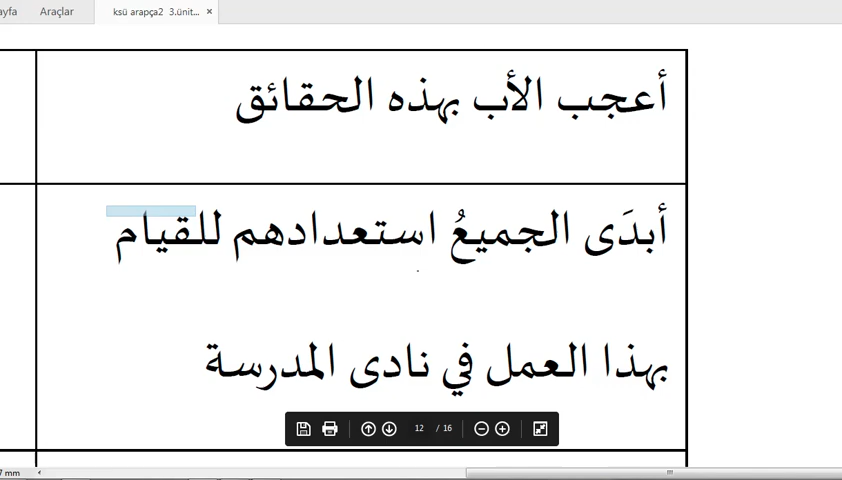 ayfa Araçlar ksü arapça2 3.ünit... ×
أعجب الأب بهذه الحقائق
أبدَى الجميعُ استعدادهم للقيام
بهذا العمل في نادى المدرسة
12 / 16
7 mm